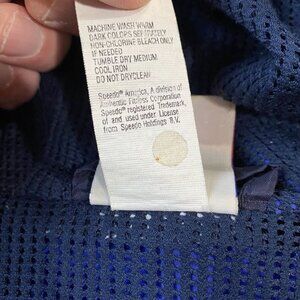 MACHINE WASH WARM
DARK COLORS SEPARATELY
NON-CHLORINE BLEACH ONLY
IF NEEDED
TUMBLE DRY MEDIUM
COOL IRON
DO NOT DRYCLEAN
Speedo® America, A division of
Authentic Fitness Corporation
Speedo® registered Trademark,
of and used under License
from Speedo Holdings B.V.